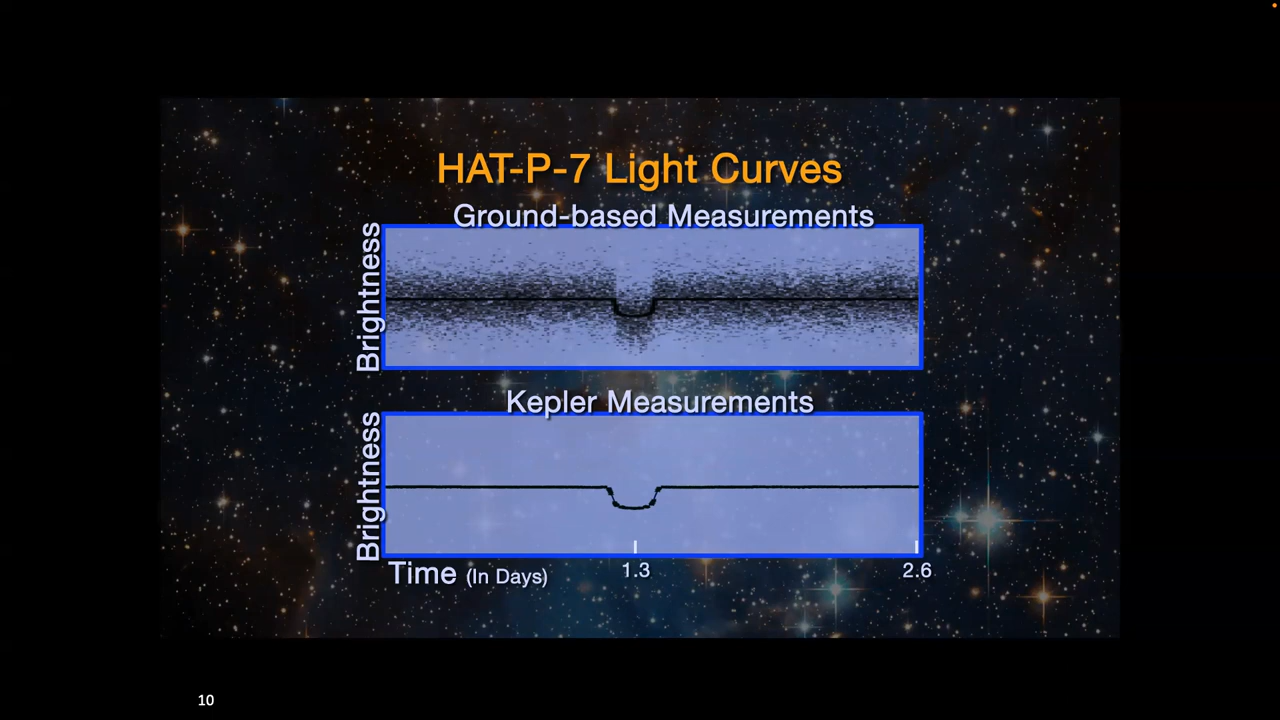 HAT-P-7 Light Curves
Ground-based Measurements
Brightness
Kepler Measurements
Brightness
Time (In Days)
1.3
2.6
10